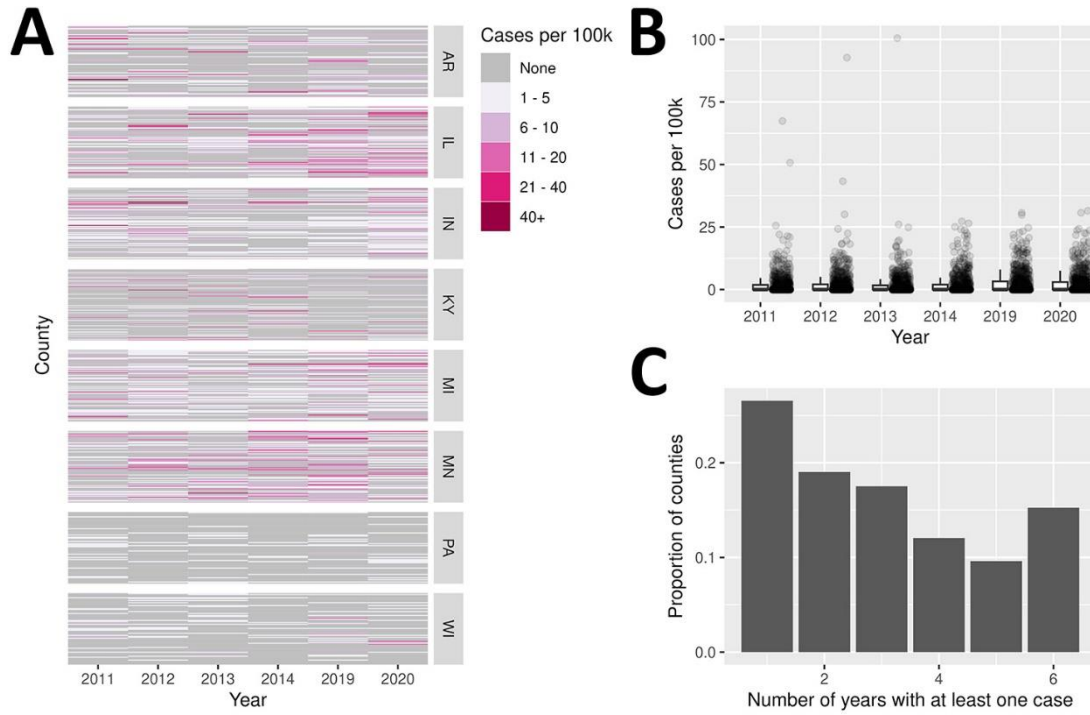 A
Cases per 100k
None
1 - 5
6 - 10
11 - 20
21 - 40
40+
AR
IL
IN
KY
MI
MN
PA
WI
County
2011 2012 2013 2014 2019 2020
Year
B
Cases per 100k
100
75
50
25
0
2011 2012 2013 2014 2019 2020
Year
C
Proportion of counties
0.2
0.1
0.0
2 4 6
Number of years with at least one case